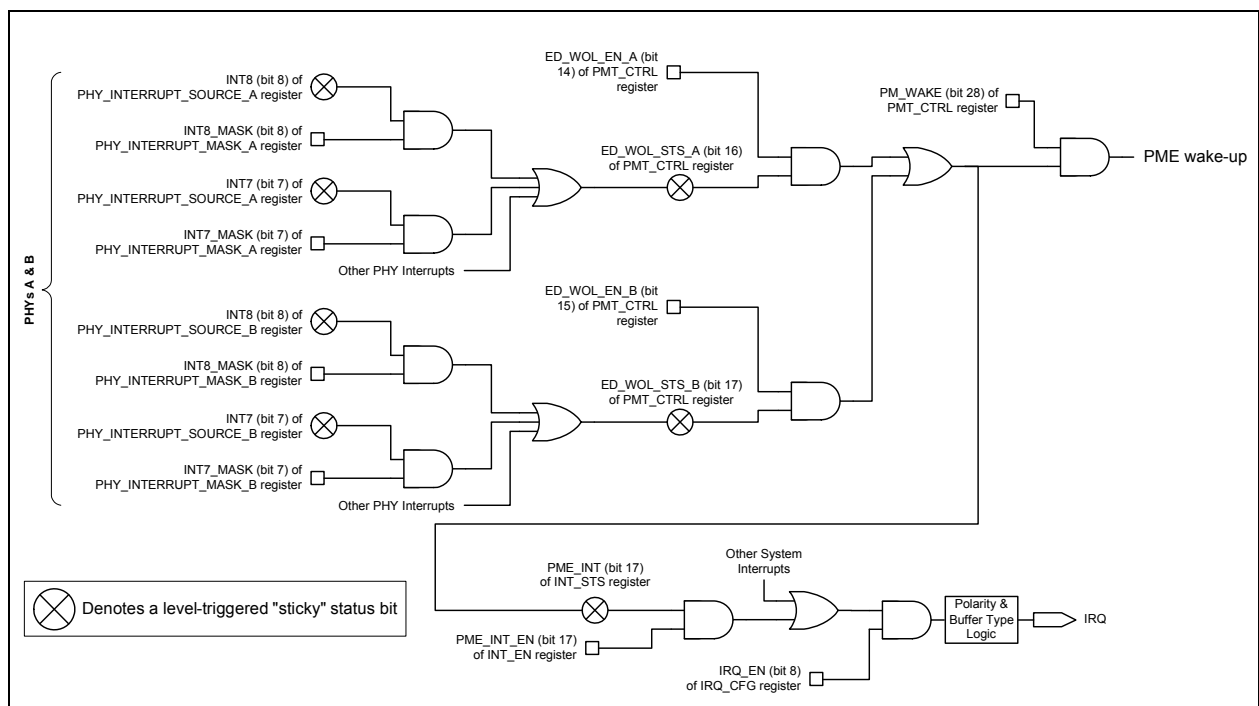 PHYs A & B
INT8 (bit 8) of
PHY_INTERRUPT_SOURCE_A
register
INT8_MASK (bit 8) of
PHY_INTERRUPT_MASK_A register
INT7 (bit 7) of
PHY_INTERRUPT_SOURCE_A
register
INT7_MASK (bit 7) of
PHY_INTERRUPT_MASK_A register
Other PHY Interrupts
ED_WOL_EN_A (bit
14) of PMT_CTRL
register
ED_WOL_STS_A (bit 16)
of PMT_CTRL register
PM_WAKE (bit 28) of
PMT_CTRL register
PME wake-up
INT8 (bit 8) of
PHY_INTERRUPT_SOURCE_B
register
INT8_MASK (bit 8) of
PHY_INTERRUPT_MASK_B register
INT7 (bit 7) of
PHY_INTERRUPT_SOURCE_B
register
INT7_MASK (bit 7) of
PHY_INTERRUPT_MASK_B register
Other PHY Interrupts
ED_WOL_EN_B (bit
15) of PMT_CTRL
register
ED_WOL_STS_B (bit 17)
of PMT_CTRL register
Denotes a level-triggered "sticky" status bit
PME_INT (bit 17)
of INT_STS register
PME_INT_EN (bit 17)
of INT_EN register
Other System
Interrupts
IRQ_EN (bit 8)
of IRQ_CFG register
Polarity &
Buffer Type
Logic
IRQ